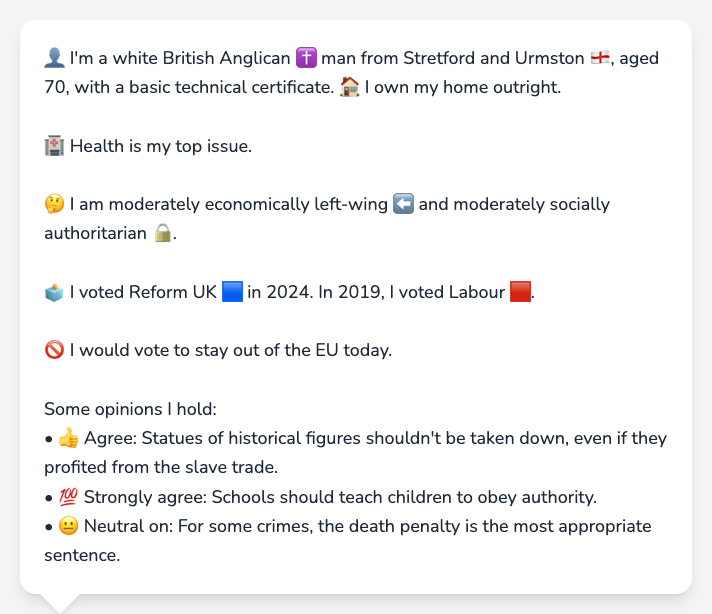 👤 I'm a white British Anglican ✝️ man from Stretford and Urmston 🏴󠁧󠁢󠁥󠁮󠁧󠁿, aged
70, with a basic technical certificate. 🏠 I own my home outright.
🏥 Health is my top issue.
🤔 I am moderately economically left-wing ⬅️ and moderately socially
authoritarian 🔒.
🗳️ I voted Reform UK 🟦 in 2024. In 2019, I voted Labour 🟥.
🚫 I would vote to stay out of the EU today.
Some opinions I hold:
• 👍 Agree: Statues of historical figures shouldn't be taken down, even if they
profited from the slave trade.
• 💯 Strongly agree: Schools should teach children to obey authority.
• 😐 Neutral on: For some crimes, the death penalty is the most appropriate
sentence.